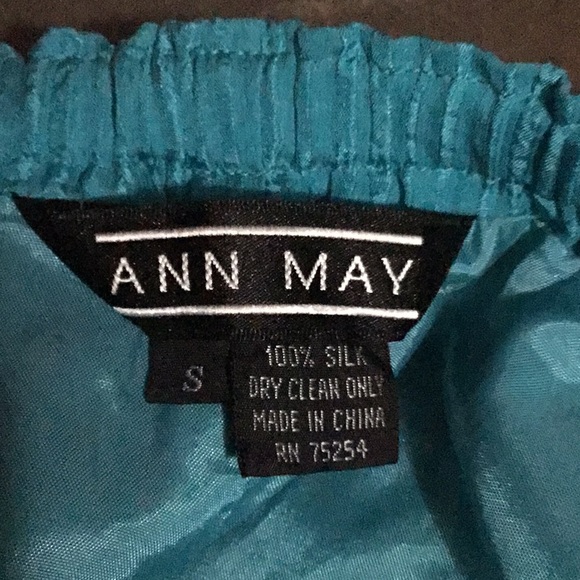 ANN MAY
S
100% SILK
DRY CLEAN ONLY
MADE IN CHINA
RN 75254